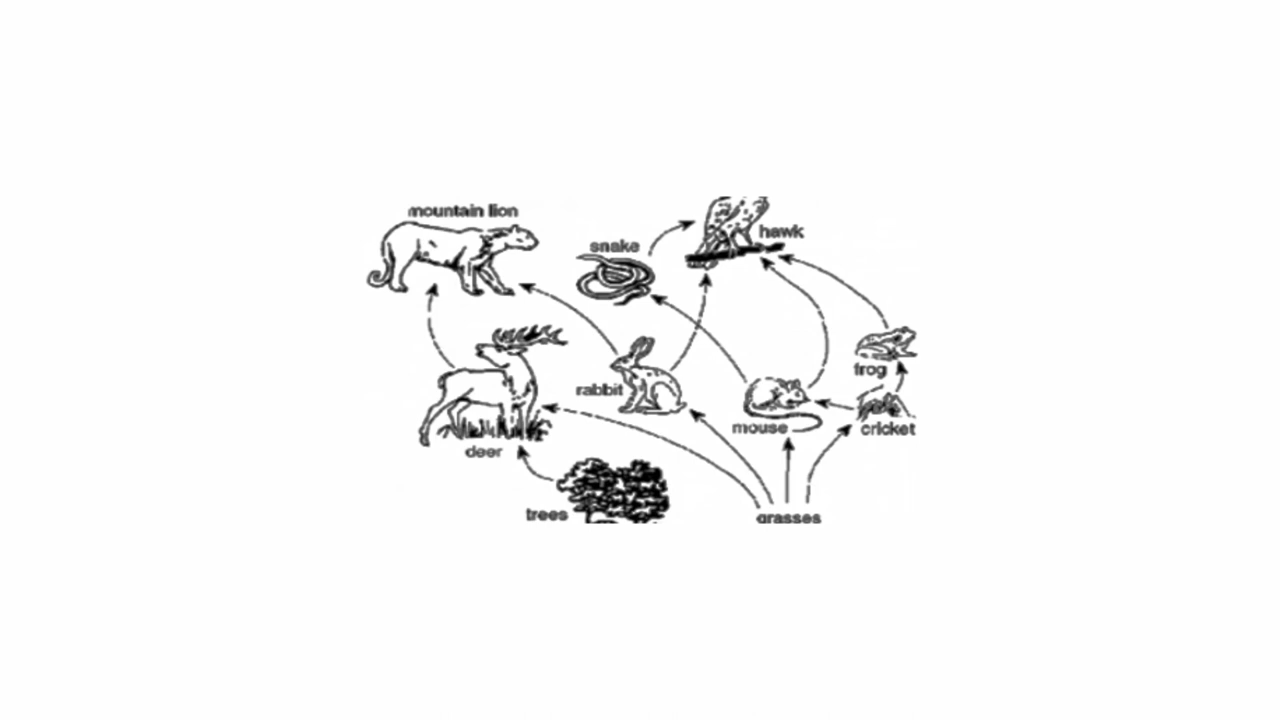 mountain lion
snake
hawk
frog
rabbit
mouse
cricket
deer
trees
grasses